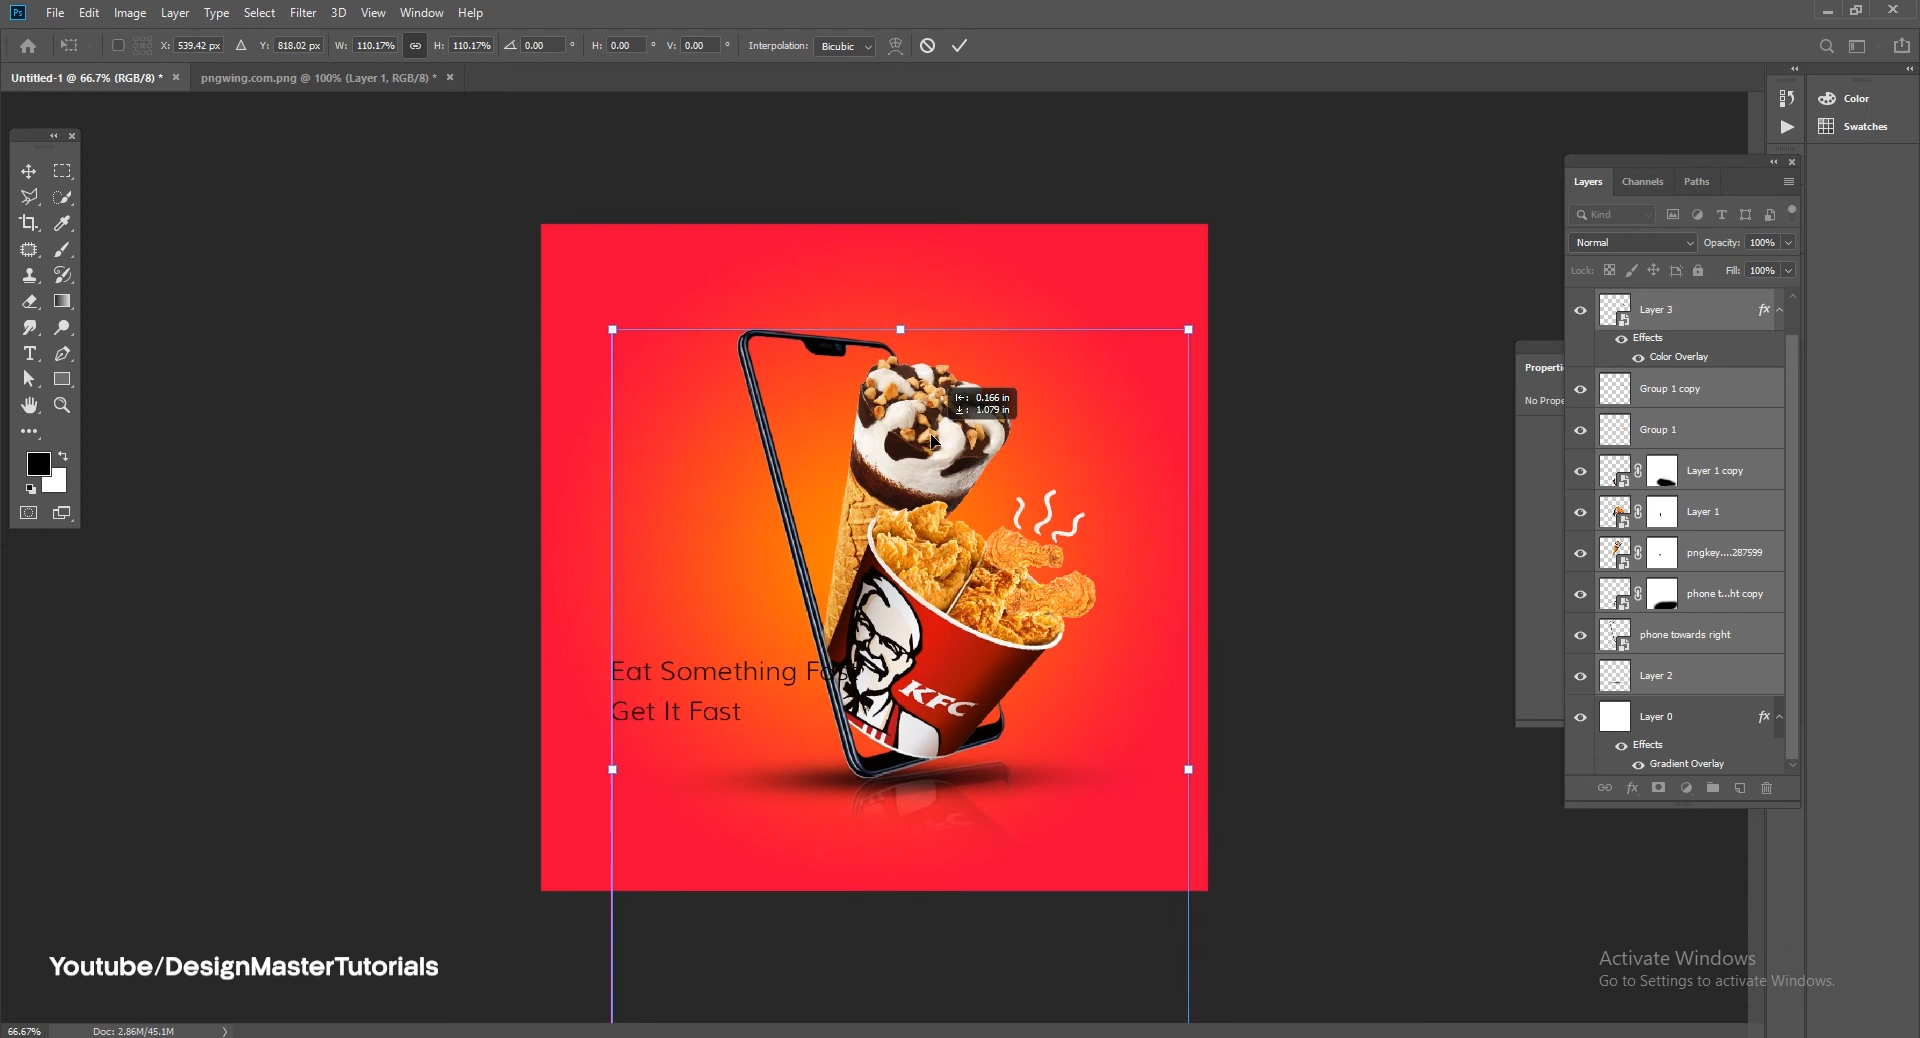 Ps File Edit Image Layer Type Select Filter 3D View Window Help
X: 539.42 px Y: 818.02 px W: 110.17% H: 110.17% 0.00 ° H: 0.00 ° V: 0.00 ° Interpolation: Bicubic
Untitled-1 @ 66.7% (RGB/8) * pngwing.com.png @ 100% (Layer 1, RGB/8) *
Color
Swatches
Layers Channels Paths
Kind
Normal Opacity: 100%
Lock: Fill: 100%
Layer 3 fx
Effects
Color Overlay
Group 1 copy
Group 1
Layer 1 copy
Layer 1
pngkey....287599
phone t...ht copy
phone towards right
Layer 2
Layer 0 fx
Effects
Gradient Overlay
fx
Properti
No Prope
0.166 in
1.079 in
Eat Something Fast
Get It Fast
KFC
Youtube/DesignMasterTutorials
Activate Windows
Go to Settings to activate Windows.
66.67% Doc: 2.86M/45.1M